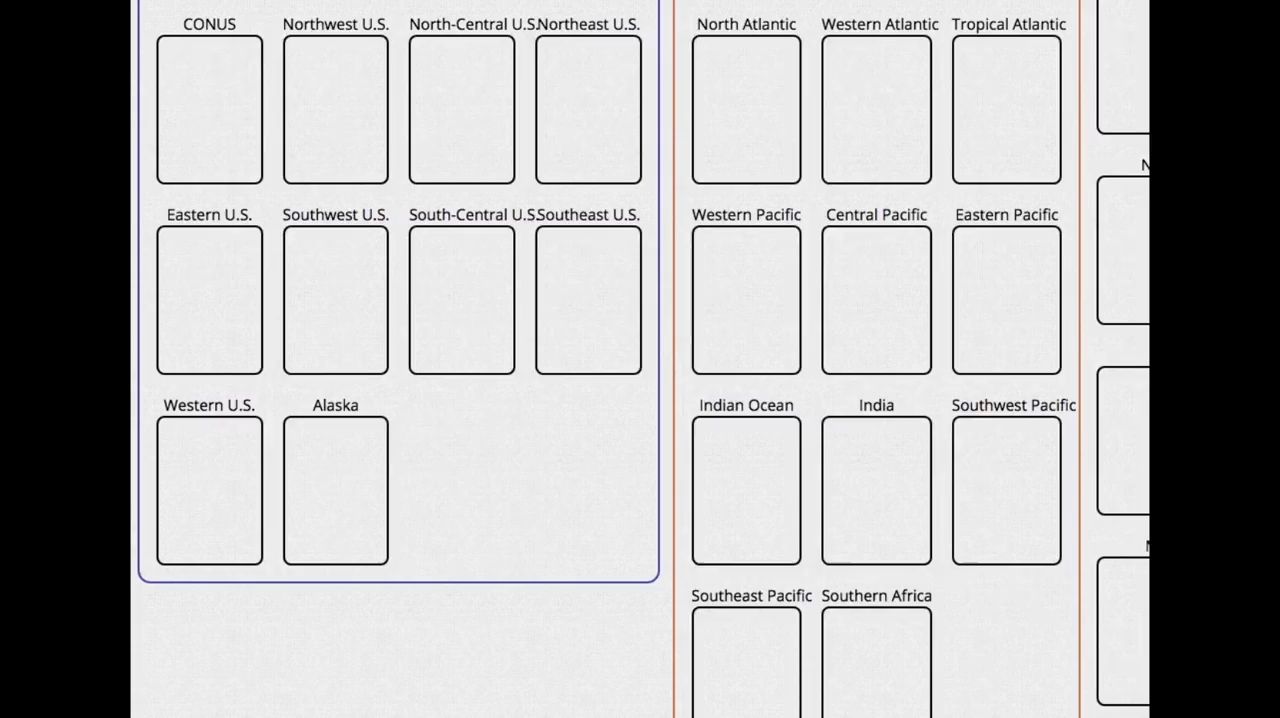 CONUS
Northwest U.S.
North-Central U.S.
Northeast U.S.
Eastern U.S.
Southwest U.S.
South-Central U.S.
Southeast U.S.
Western U.S.
Alaska
North Atlantic
Western Atlantic
Tropical Atlantic
Western Pacific
Central Pacific
Eastern Pacific
Indian Ocean
India
Southwest Pacific
Southeast Pacific
Southern Africa